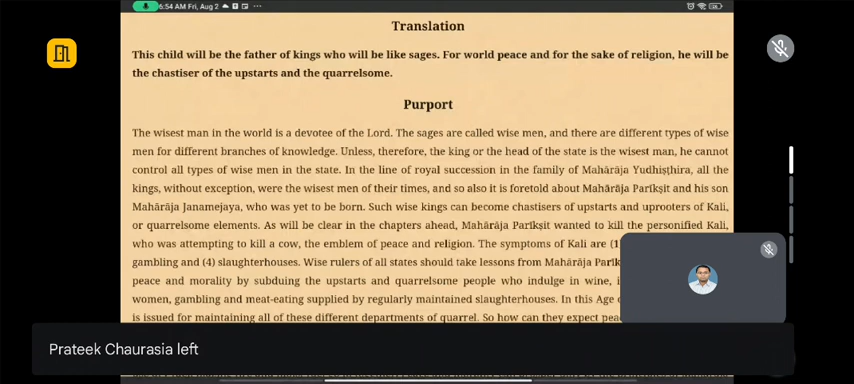 6:54 AM Fri, Aug 2
Translation
This child will be the father of kings who will be like sages. For world peace and for the sake of religion, he will be
the chastiser of the upstarts and the quarrelsome.
Purport
The wisest man in the world is a devotee of the Lord. The sages are called wise men, and there are different types of wise
men for different branches of knowledge. Unless, therefore, the king or the head of the state is the wisest man, he cannot
control all types of wise men in the state. In the line of royal succession in the family of Mahārāja Yudhiṣṭhira, all the
kings, without exception, were the wisest men of their times, and so also it is foretold about Mahārāja Parīkṣit and his son
Mahārāja Janamejaya, who was yet to be born. Such wise kings can become chastisers of upstarts and uprooters of Kali,
or quarrelsome elements. As will be clear in the chapters ahead, Mahārāja Parīkṣit wanted to kill the personified Kali,
who was attempting to kill a cow, the emblem of peace and religion. The symptoms of Kali are (1
gambling and (4) slaughterhouses. Wise rulers of all states should take lessons from Mahārāja
peace and morality by subduing the upstarts and quarrelsome people who indulge in wine,
women, gambling and meat-eating supplied by regularly maintained slaughterhouses. In this Age
is issued for maintaining all of these different departments of quarrel. So how can they expect
Prateek Chaurasia left